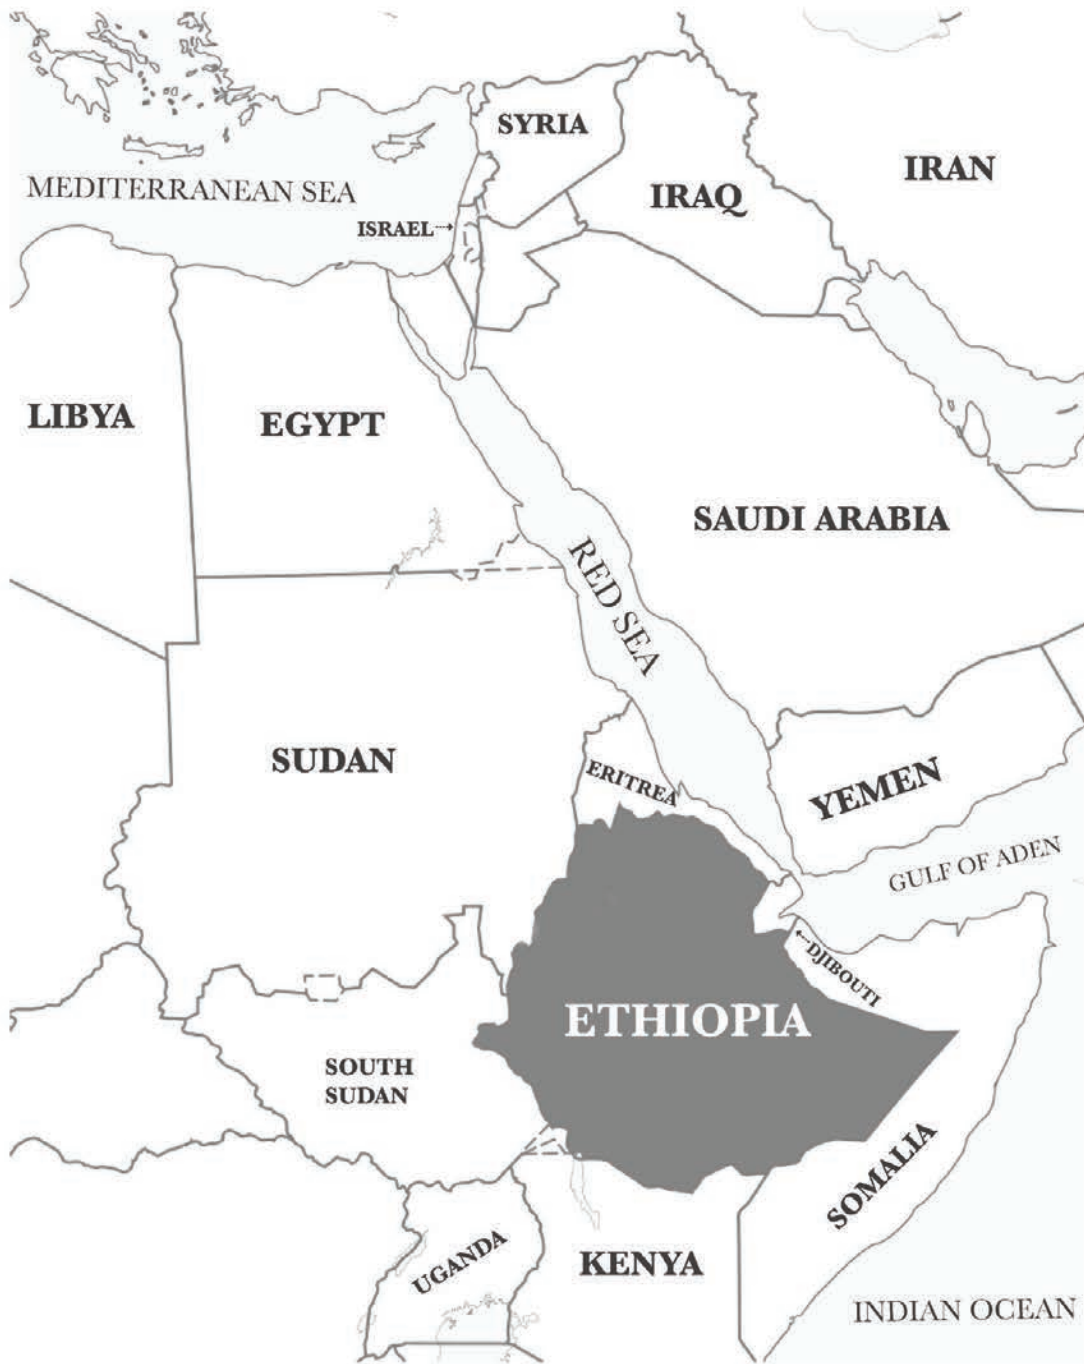 SYRIA
IRAN
MEDITERRANEAN SEA
IRAQ
ISRAEL
LIBYA
EGYPT
SAUDI ARABIA
RED SEA
SUDAN
ERITREA
YEMEN
GULF OF ADEN
DJIBOUTI
ETHIOPIA
SOUTH
SUDAN
SOMALIA
UGANDA
KENYA
INDIAN OCEAN